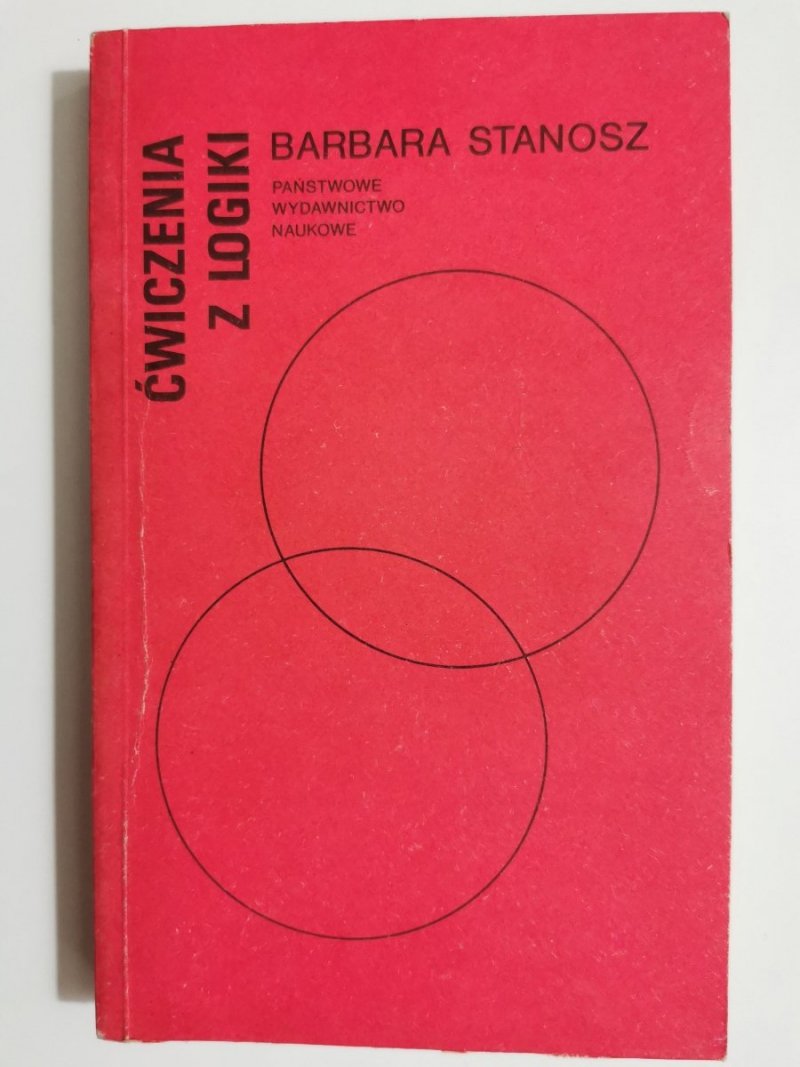 ĆWICZENIA
Z LOGIKI
BARBARA STANOSZ
PAŃSTWOWE
WYDAWNICTWO
NAUKOWE